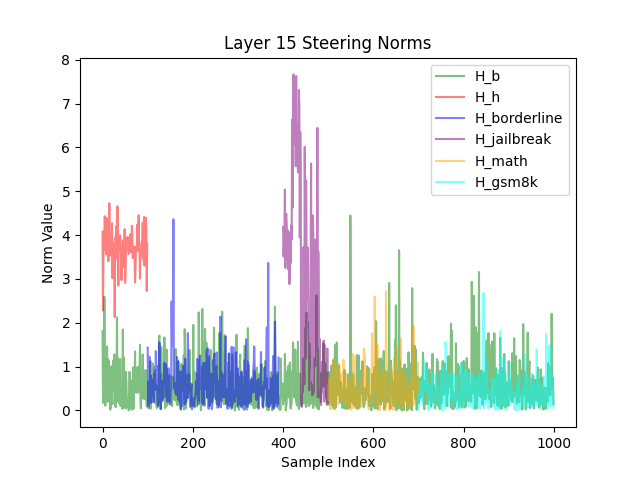 Layer 15 Steering Norms
8
7
6
5
4
3
2
1
0
Norm Value
H_b
H_h
H_borderline
H_jailbreak
H_math
H_gsm8k
0
200
400
600
800
1000
Sample Index